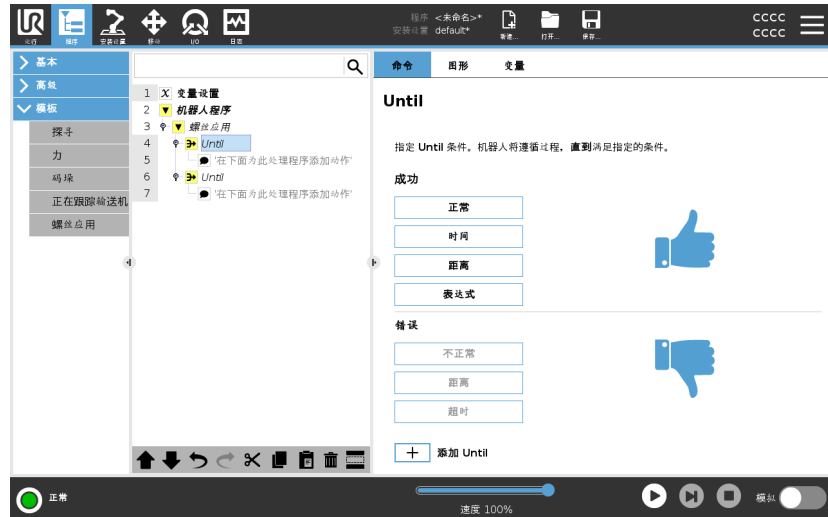 UR
运行
程序
安装设置
移动
I/O
日志
程序 <未命名>*
安装设置 default*
新建...
打开...
保存...
CCCC
CCCC
基本
高级
模板
探寻
力
码垛
正在跟踪输送机
螺丝应用
1 X 变量设置
2 机器人程序
3 螺丝应用
4 Until
5 '在下面为此处理程序添加动作'
6 Until
7 '在下面为此处理程序添加动作'
命令 图形 变量
Until
指定 Until 条件。机器人将遵循过程，直到满足指定的条件。
成功
正常
时间
距离
表达式
错误
不正常
距离
超时
添加 Until
正常
速度 100%
模拟